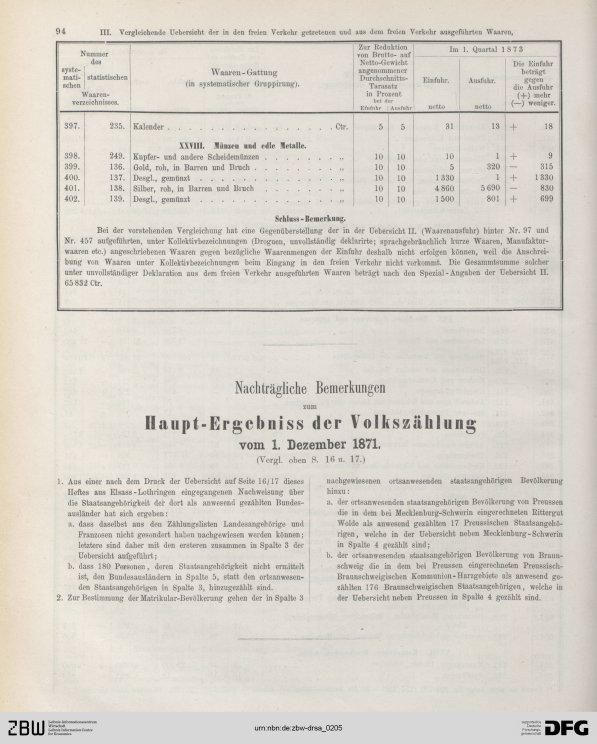 94 III. Vergleichende Uebersicht der in den freien Verkehr getretenen und aus dem freien Verkehr ausgeführten Waaren,
Nummer des
syste-mati-schen | statistischen
Waaren-verzeichnisses.
Waaren-Gattung
(in systematischer Gruppirung).
Zur Reduktion von Brutto- auf Netto-Gewicht angenommener Durchschnitts-Tarasatz in Prozent
bei der
Einfuhr | Ausfuhr
Im 1. Quartal 1873
Einfuhr. netto
Ausfuhr. netto
Die Einfuhr beträgt gegen die Ausfuhr (+) mehr (—) weniger.
397. 235. Kalender . . . . . . . . . . . . . . . . Ctr. 5 5 31 13 + 18
XXVIII. Münzen und edle Metalle.
398. 249. Kupfer- und andere Scheidemünzen . . . . . . . . „ 10 10 10 1 + 9
399. 136. Gold, roh, in Barren und Bruch . . . . . . . . „ 10 10 5 320 — 315
400. 137. Desgl., gemünzt . . . . . . . . . . . . „ 10 10 1 330 1 + 1 330
401. 138. Silber, roh, in Barren und Bruch . . . . . . . . „ 10 10 4 860 5 690 — 830
402. 139. Desgl., gemünzt . . . . . . . . . . . . „ 10 10 1 500 801 + 699
Schluss-Bemerkung.
Bei der vorstehenden Vergleichung hat eine Gegenüberstellung der in der Uebersicht II. (Waarenausfuhr) hinter Nr. 97 und
Nr. 457 aufgeführten, unter Kollektivbezeichnungen (Droguen, unvollständig deklarirte; sprachgebräuchlich kurze Waaren, Manufaktur-
waaren etc.) angeschriebenen Waaren gegen bezügliche Waarenmengen der Einfuhr deshalb nicht erfolgen können, weil die Anschrei-
bung von Waaren unter Kollektivbezeichnungen beim Eingang in den freien Verkehr nicht vorkommt. Die Gesammtsumme solcher
unter unvollständiger Deklaration aus dem freien Verkehr ausgeführten Waaren beträgt nach den Spezial-Angaben der Uebersicht II.
65 832 Ctr.
Nachträgliche Bemerkungen
zum
Haupt-Ergebniss der Volkszählung
vom 1. Dezember 1871.
(Vergl. oben S. 16 u. 17.)
1. Aus einer nach dem Druck der Uebersicht auf Seite 16/17 dieses
Heftes aus Elsass-Lothringen eingegangenen Nachweisung über
die Staatsangehörigkeit der dort als anwesend gezählten Bundes-
ausländer hat sich ergeben:
a. dass daselbst aus den Zählungslisten Landesangehörige und
Franzosen nicht gesondert haben nachgewiesen werden können;
letztere sind daher mit den ersteren zusammen in Spalte 3 der
Uebersicht aufgeführt;
b. dass 180 Personen, deren Staatsangehörigkeit nicht ermittelt
ist, den Bundesausländern in Spalte 5, statt den ortsanwesen-
den Staatsangehörigen in Spalte 3, hinzugezählt sind.
2. Zur Bestimmung der Matrikular-Bevölkerung gehen der in Spalte 3
nachgewiesenen ortsanwesenden staatsangehörigen Bevölkerung
hinzu:
a. der ortsanwesenden staatsangehörigen Bevölkerung von Preussen
die in dem bei Mecklenburg-Schwerin eingerechneten Rittergut
Wolde als anwesend gezählten 17 Preussischen Staatsangehö-
rigen, welche in der Uebersicht neben Mecklenburg-Schwerin
in Spalte 4 gezählt sind;
b. der ortsanwesenden staatsangehörigen Bevölkerung von Braun-
schweig die in dem bei Preussen eingerechneten Preussisch-
Braunschweigischen Kommunion-Harzgebiete als anwesend ge-
zählten 176 Braunschweigischen Staatsangehörigen, welche in
der Uebersicht neben Preussen in Spalte 4 gezählt sind.
ZBW Leibniz-Informationszentrum
Wirtschaft
Leibniz Information Centre
for Economics
urn:nbn:de:zbw-drsa_0205
Deutsche
Forschungsgemeinschaft
DFG